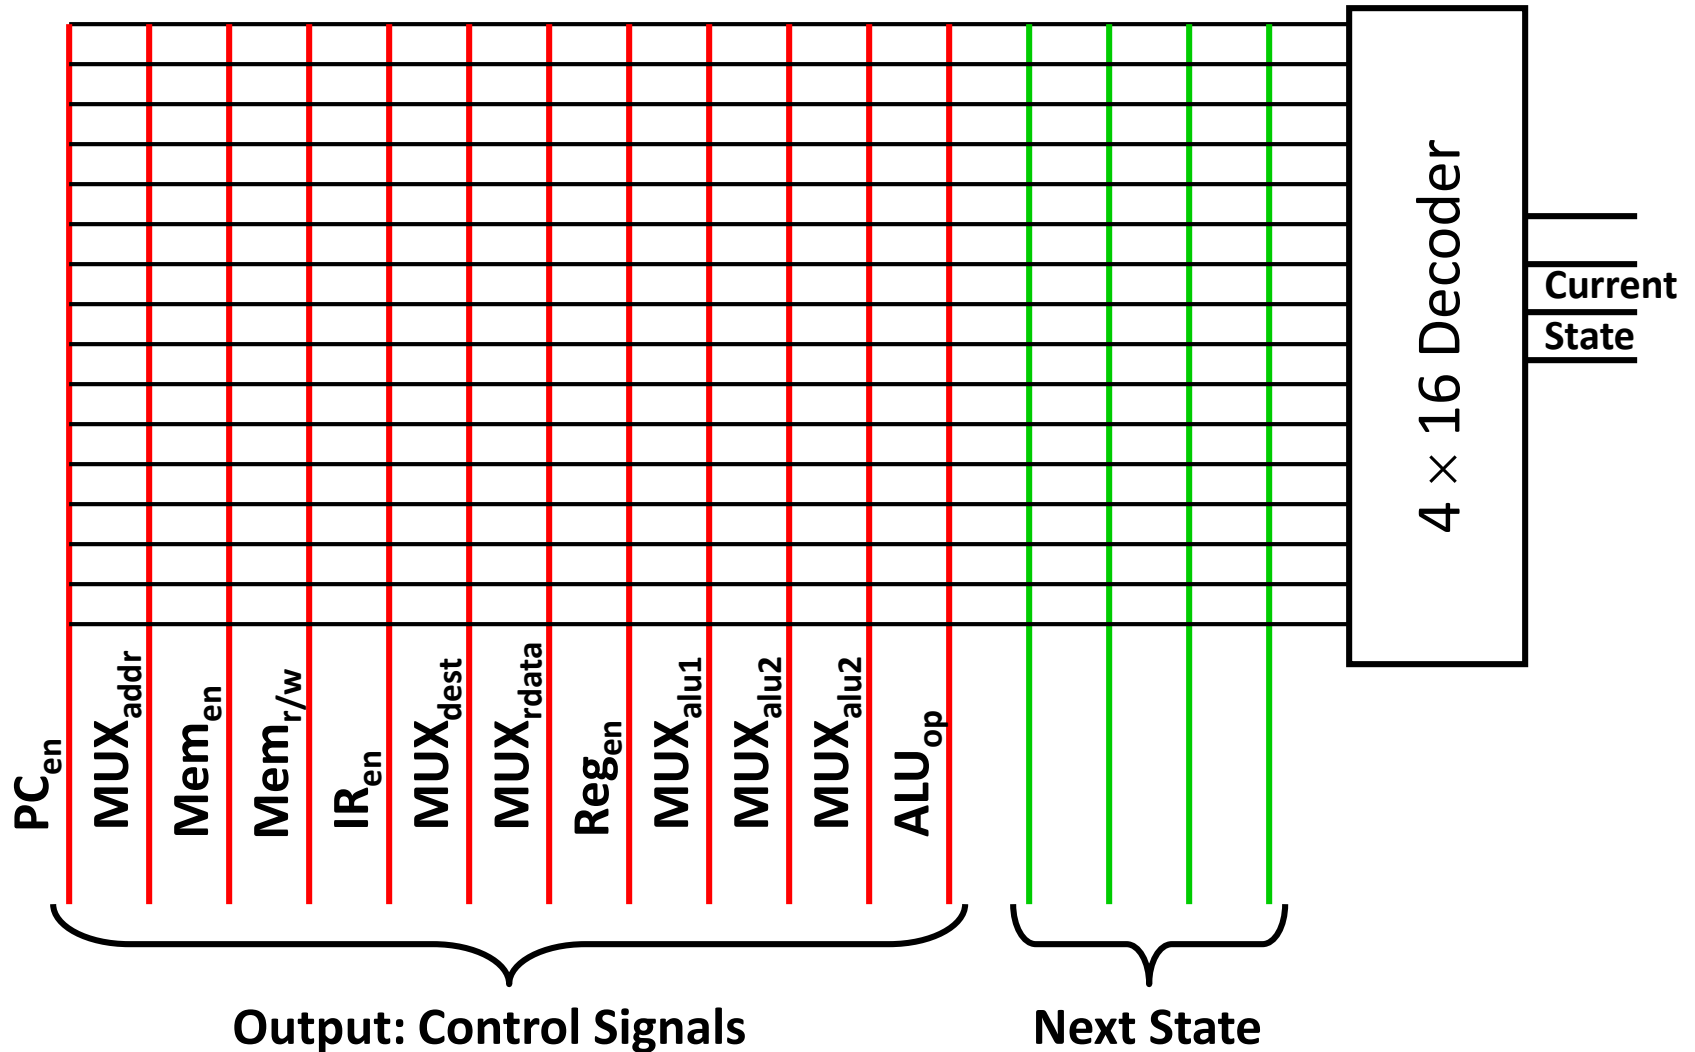 4 × 16 Decoder
Current
State
PCen
MUXaddr
Memen
Memr/w
IRen
MUXdest
MUXrdata
Regen
MUXalu1
MUXalu2
MUXalu2
ALUop
Output: Control Signals
Next State